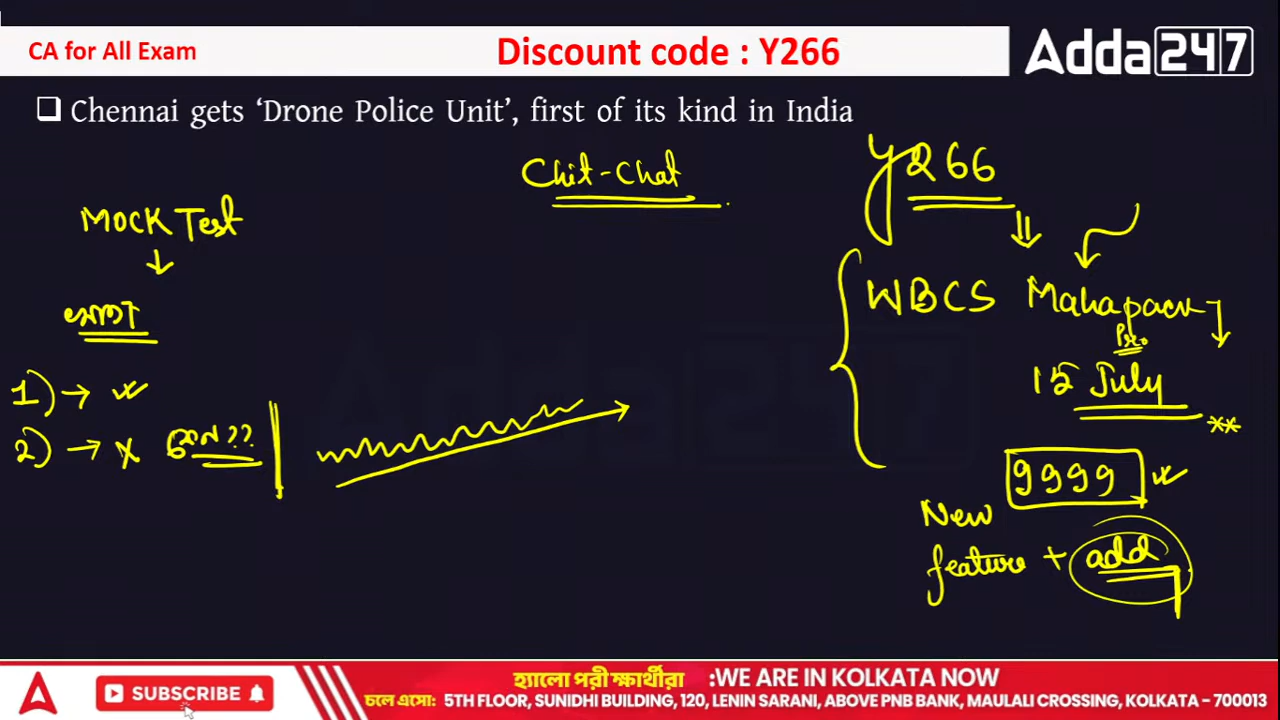 CA for All Exam
Discount code : Y266
Adda247
Chennai gets ‘Drone Police Unit’, first of its kind in India
Chit-Chat
Y266
MOCK Test
WBCS Mahapack
Pre.
15 July
**
1) →
2) → x কেন??
9999
New
feature + add
SUBSCRIBE
হ্যালো পরীক্ষার্থীরা :WE ARE IN KOLKATA NOW
চলে এসো: 5TH FLOOR, SUNIDHI BUILDING, 120, LENIN SARANI, ABOVE PNB BANK, MAULALI CROSSING, KOLKATA - 700013